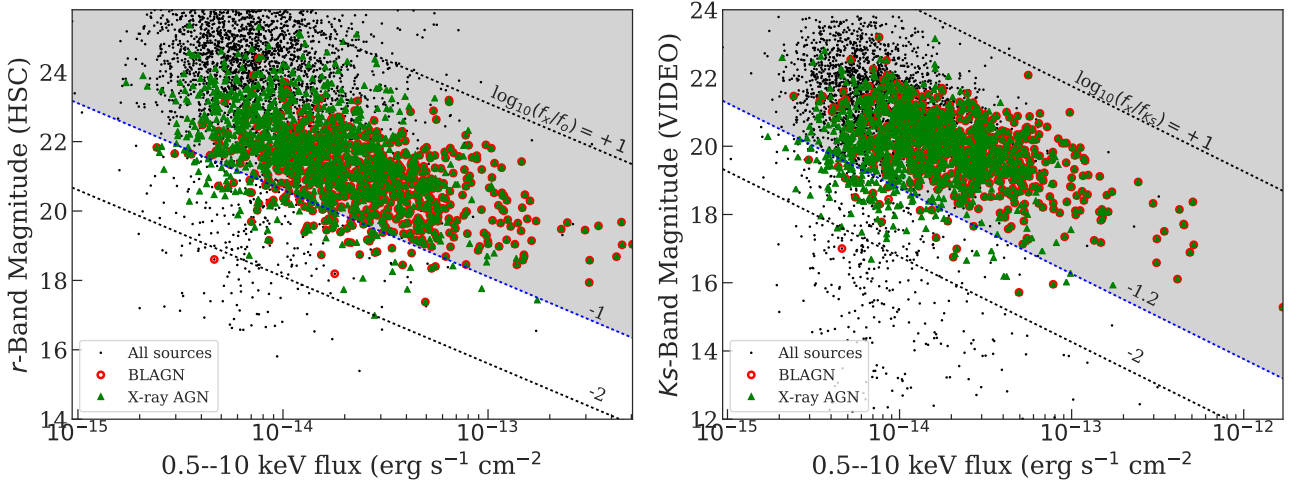 r-Band Magnitude (HSC)
24
22
20
18
16
14
log₁₀(fₓ/fₒ) = +1
-1
-2
All sources
BLAGN
X-ray AGN
10⁻¹⁵
10⁻¹⁴
10⁻¹³
0.5--10 keV flux (erg s⁻¹ cm⁻²
Ks-Band Magnitude (VIDEO)
24
22
20
18
16
14
12
log₁₀(fₓ/f_Ks) = +1
-1.2
-2
All sources
BLAGN
X-ray AGN
10⁻¹⁵
10⁻¹⁴
10⁻¹³
10⁻¹²
0.5--10 keV flux (erg s⁻¹ cm⁻²